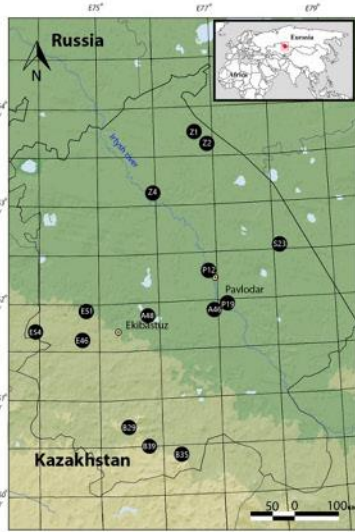 E75° E77° E79°
Russia
Eurasia
Africa
N
Irtysh river
Z1
Z2
Z4
S23
P12
Pavlodar
P19
A46
E51
A48
E54
Ekibastuz
E46
B29
B39
B35
Kazakhstan
50 0 100